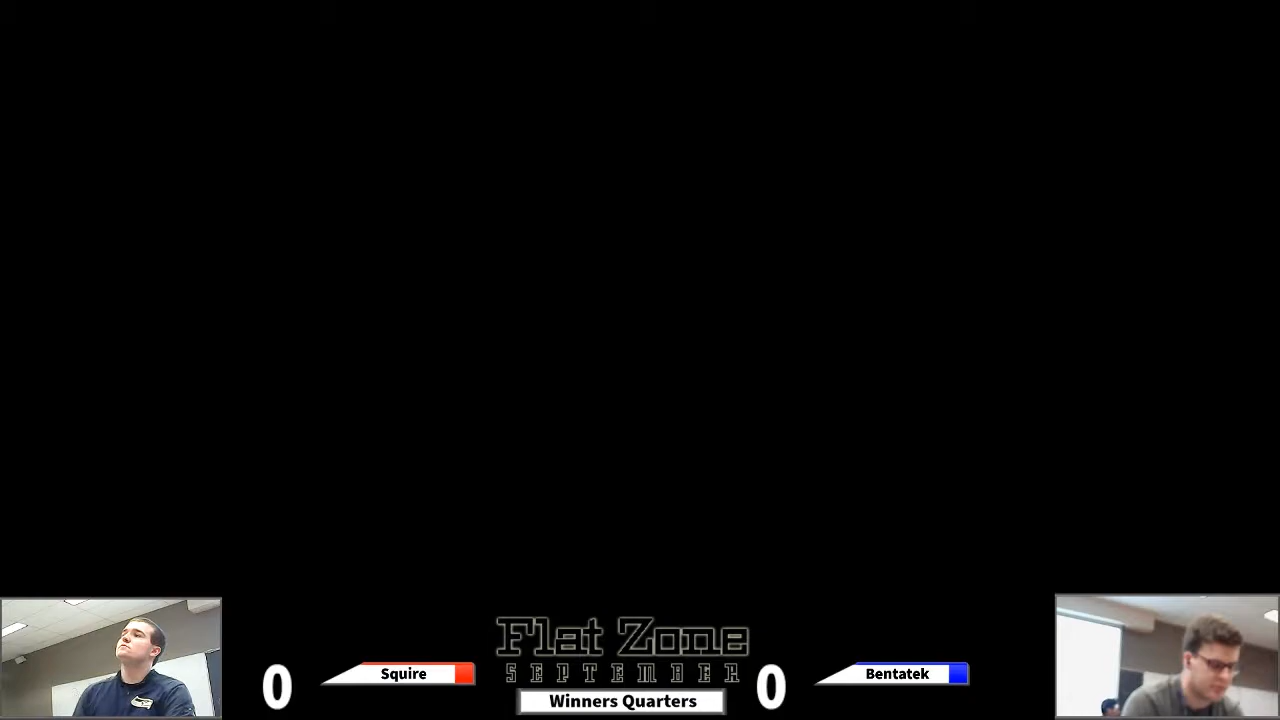 Flat Zone
SEPTEMBER
0
Squire
0
Bentatek
Winners Quarters